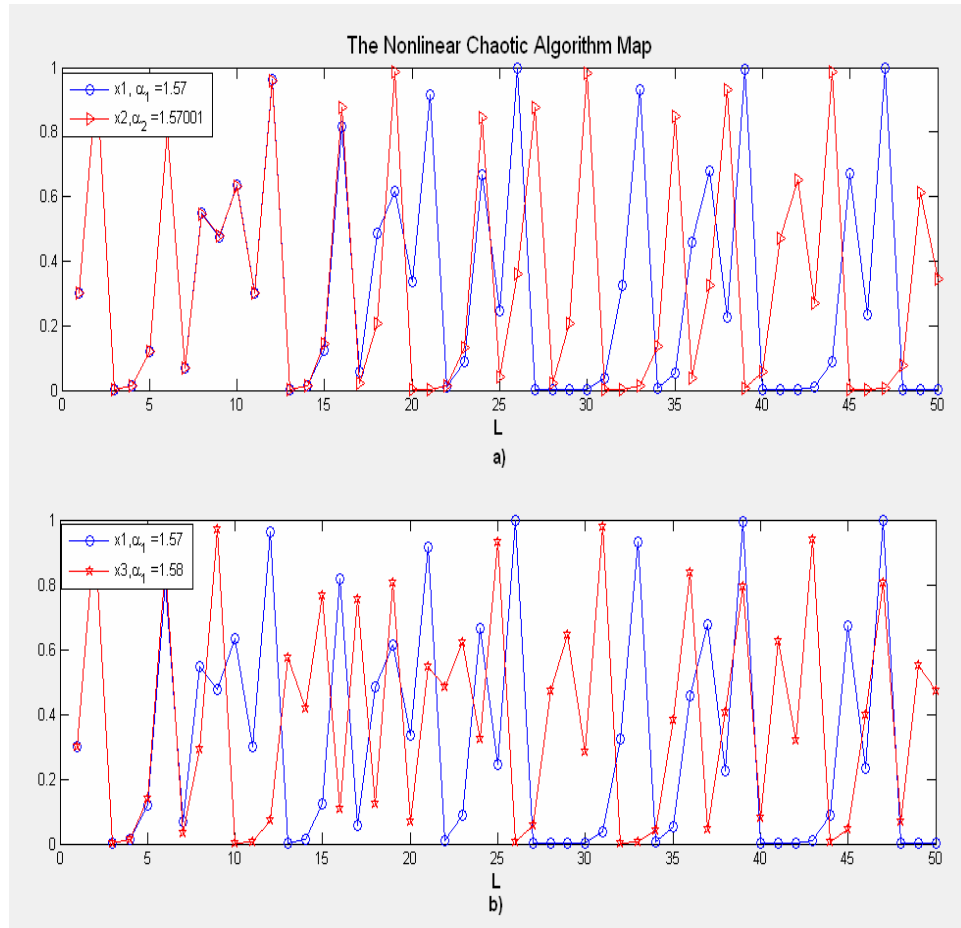 The Nonlinear Chaotic Algorithm Map
1
0.8
0.6
0.4
0.2
0
x1, α1 =1.57
x2,α2 =1.57001
0 5 10 15 20 25 30 35 40 45 50
L
a)
1
0.8
0.6
0.4
0.2
0
x1,α1 =1.57
x3,α1 =1.58
0 5 10 15 20 25 30 35 40 45 50
L
b)